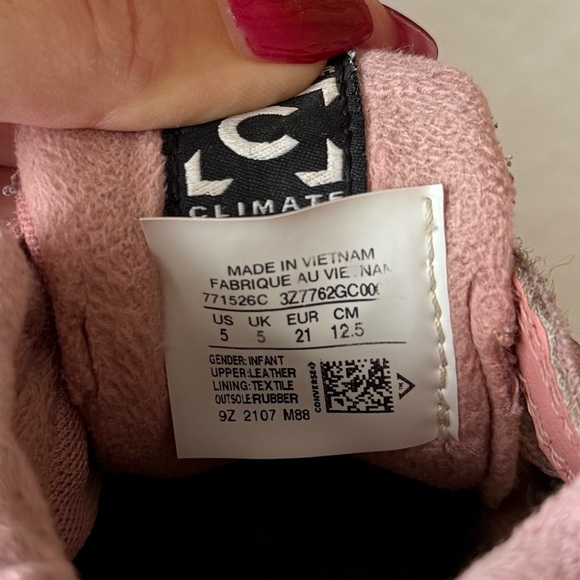 C
CLIMATE
MADE IN VIETNAM
FABRIQUE AU VIETNAM
771526C 3Z7762GC00
US UK EUR CM
5 5 21 12.5
GENDER:INFANT
UPPER:LEATHER
LINING:TEXTILE
OUTSOLE:RUBBER
CONVERSE
9Z 2107 M88